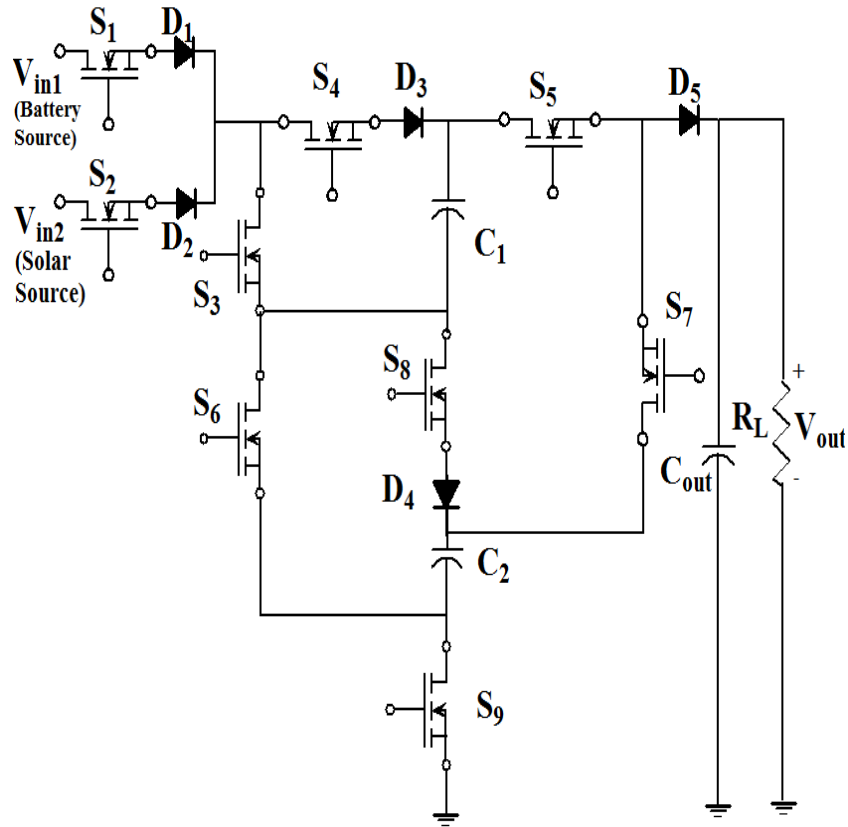 S1
D1
Vin1
(Battery
Source)
S4
D3
S5
D5
S2
Vin2
(Solar
Source)
D2
S3
C1
S7
S8
S6
RL
+
Vout
-
D4
Cout
C2
S9